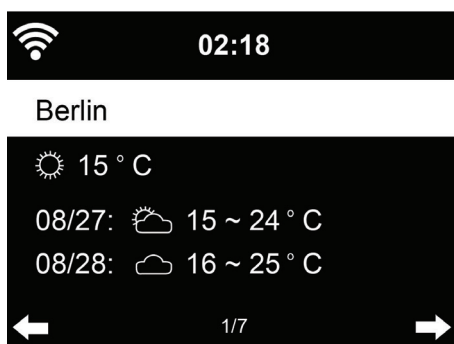 02:18
Berlin
15 ° C
08/27: 15 ~ 24 ° C
08/28: 16 ~ 25 ° C
1/7